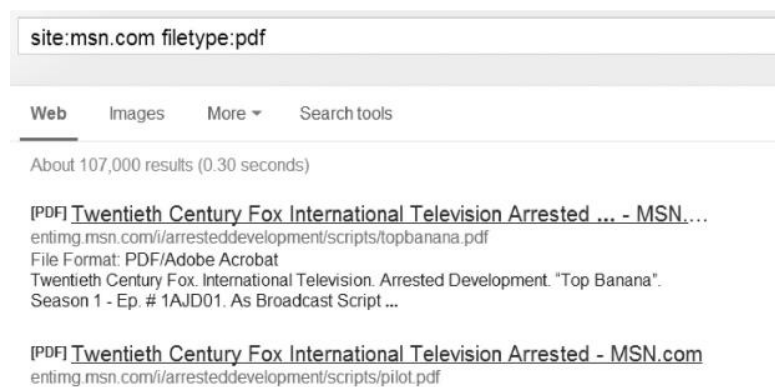 site:msn.com filetype:pdf
Web Images More Search tools
About 107,000 results (0.30 seconds)
[PDF] Twentieth Century Fox International Television Arrested ... - MSN....
entimg.msn.com/i/arresteddevelopment/scripts/topbanana.pdf
File Format: PDF/Adobe Acrobat
Twentieth Century Fox. International Television. Arrested Development. “Top Banana”.
Season 1 - Ep. # 1AJD01. As Broadcast Script ...
[PDF] Twentieth Century Fox International Television Arrested - MSN.com
entimg.msn.com/i/arresteddevelopment/scripts/pilot.pdf